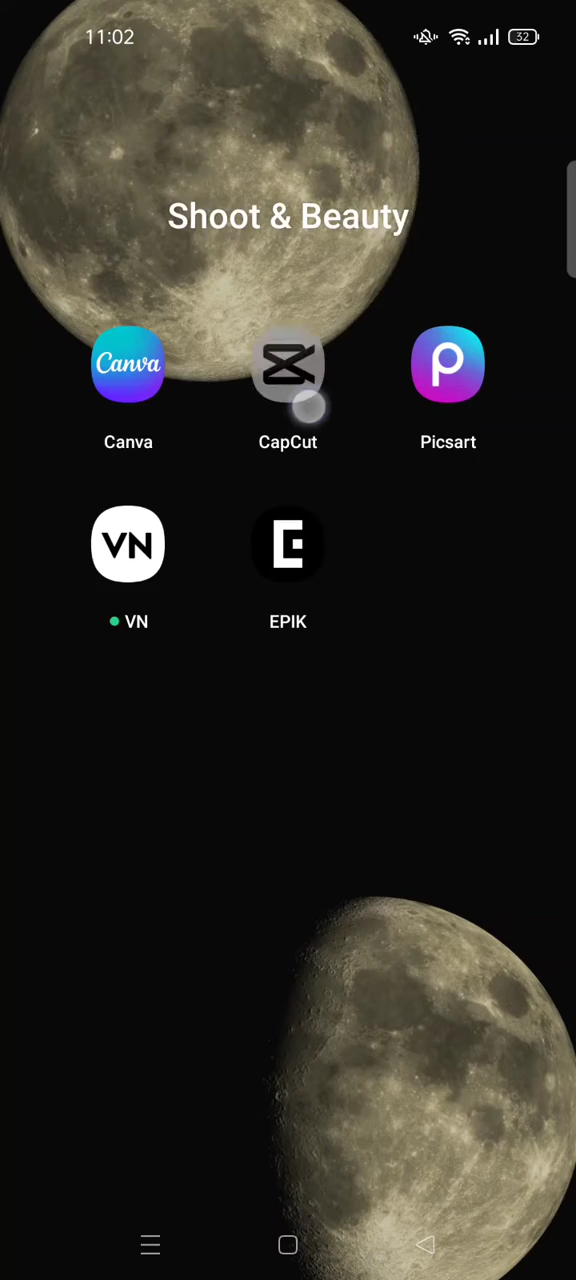 11:02
32
Shoot & Beauty
Canva
Canva
CapCut
Picsart
VN
VN
EPIK